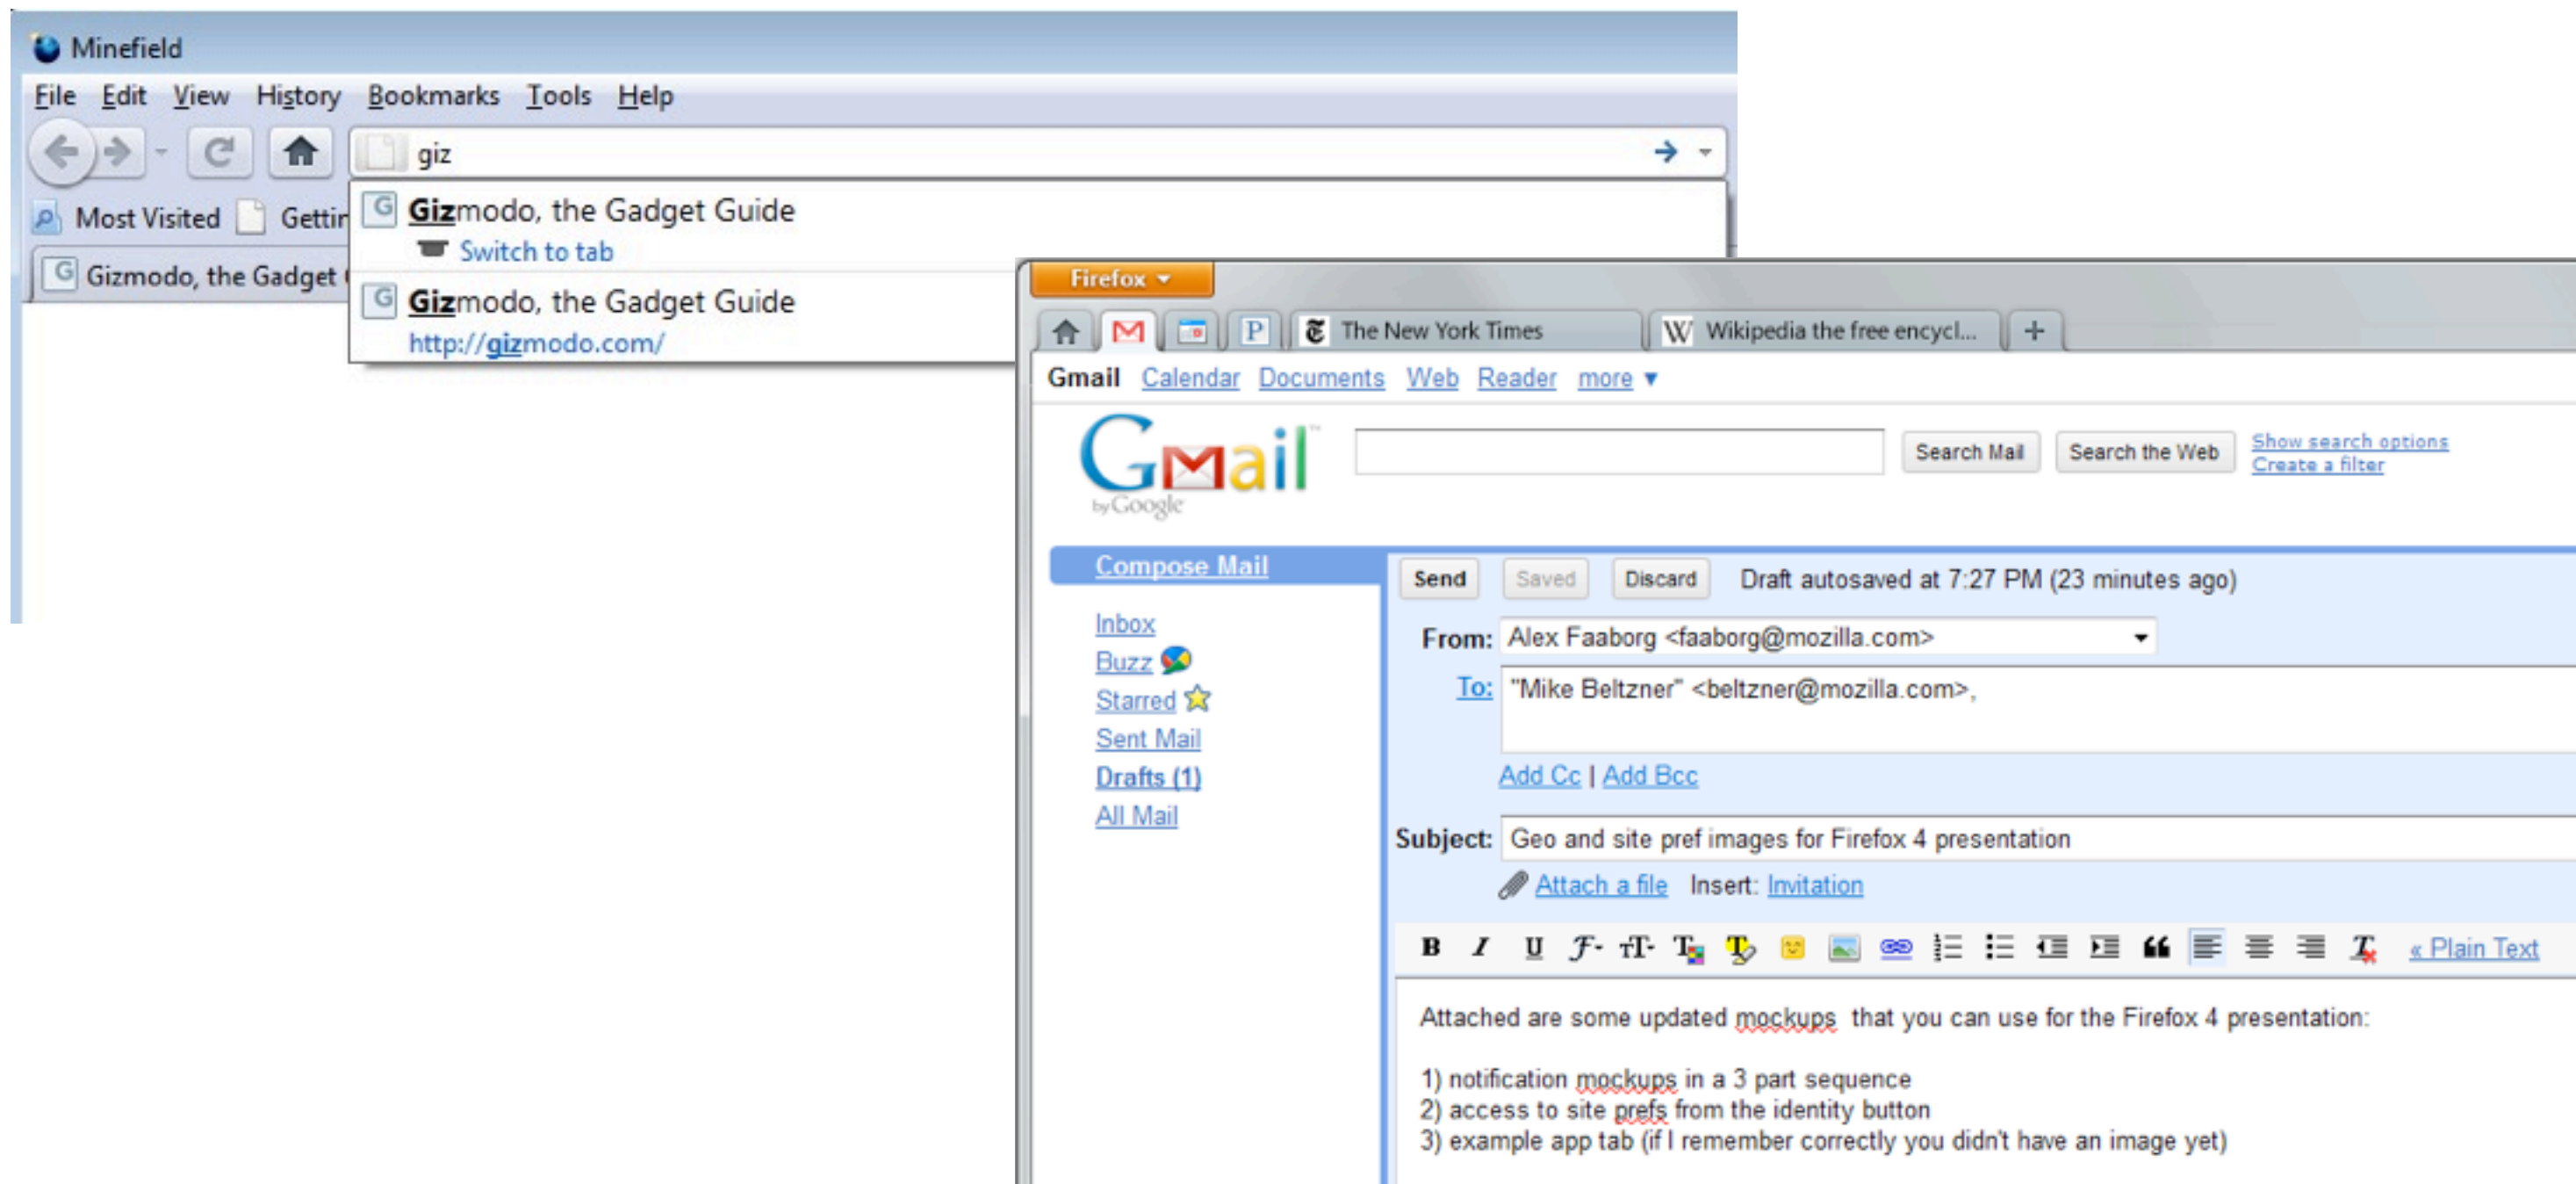 Minefield
File Edit View History Bookmarks Tools Help
giz
Most Visited Gettin
Gizmodo, the Gadget Guide
Switch to tab
Gizmodo, the Gadget
Gizmodo, the Gadget Guide
http://gizmodo.com/
Firefox
The New York Times
W Wikipedia the free encycl...
Gmail Calendar Documents Web Reader more
Gmail™
by Google
Search Mail Search the Web
Show search options
Create a filter
Compose Mail
Inbox
Buzz
Starred
Sent Mail
Drafts (1)
All Mail
Send Saved Discard Draft autosaved at 7:27 PM (23 minutes ago)
From: Alex Faaborg <faaborg@mozilla.com>
To: "Mike Beltzner" <beltzner@mozilla.com>,
Add Cc | Add Bcc
Subject: Geo and site pref images for Firefox 4 presentation
Attach a file Insert: Invitation
« Plain Text
Attached are some updated mockups that you can use for the Firefox 4 presentation:
1) notification mockups in a 3 part sequence
2) access to site prefs from the identity button
3) example app tab (if I remember correctly you didn't have an image yet)